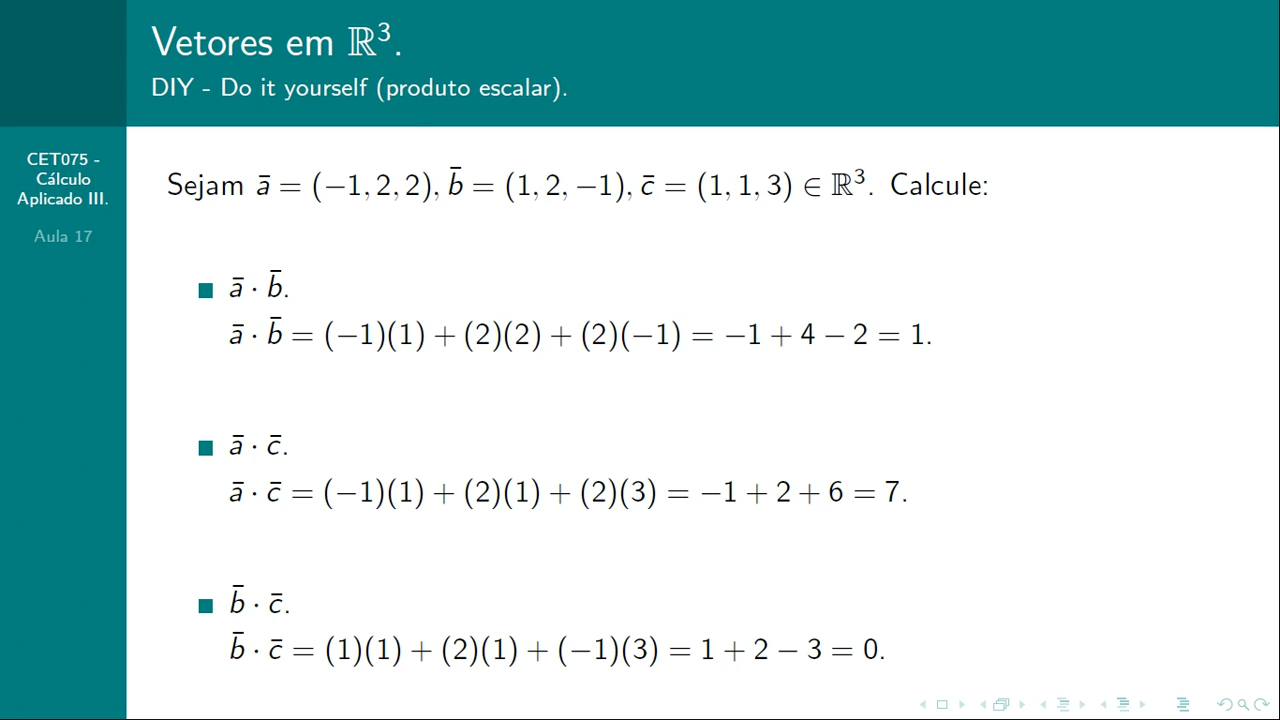 Vetores em ℝ³.
DIY - Do it yourself (produto escalar).
CET075 -
Cálculo
Aplicado III.
Aula 17
Sejam ā = (−1, 2, 2), b̄ = (1, 2, −1), c̄ = (1, 1, 3) ∈ ℝ³. Calcule:
ā · b̄.
ā · b̄ = (−1)(1) + (2)(2) + (2)(−1) = −1 + 4 − 2 = 1.
ā · c̄.
ā · c̄ = (−1)(1) + (2)(1) + (2)(3) = −1 + 2 + 6 = 7.
b̄ · c̄.
b̄ · c̄ = (1)(1) + (2)(1) + (−1)(3) = 1 + 2 − 3 = 0.